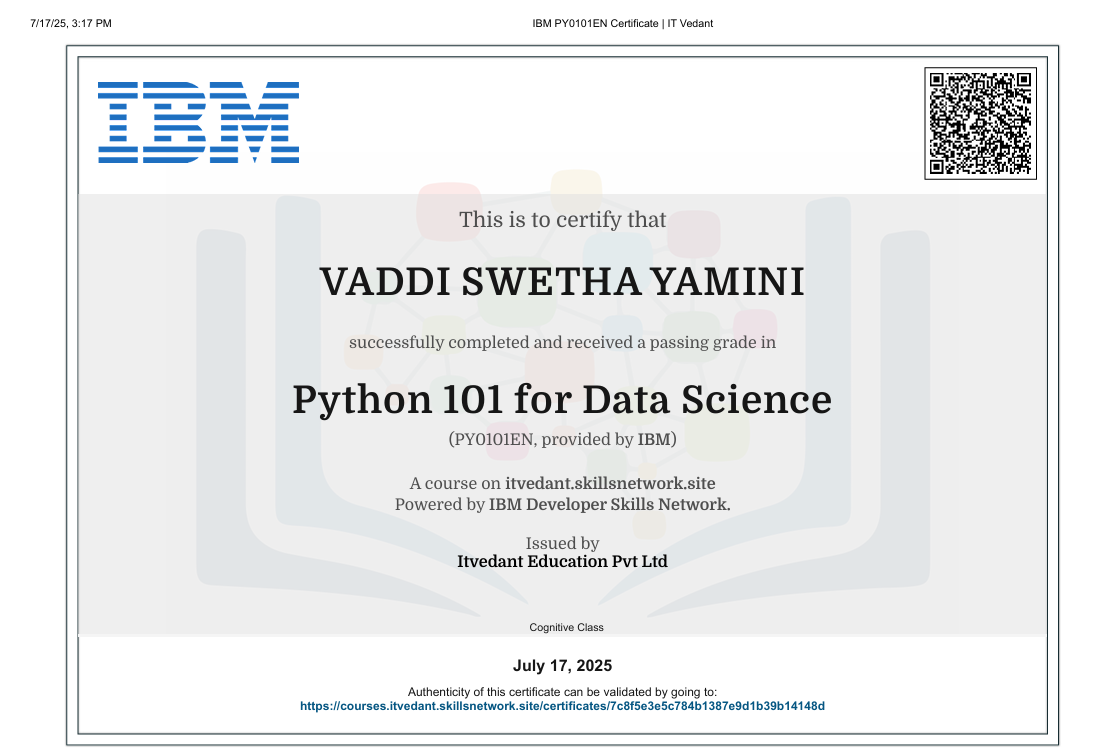 7/17/25, 3:17 PM
IBM PY0101EN Certificate | IT Vedant
IBM
This is to certify that
VADDI SWETHA YAMINI
successfully completed and received a passing grade in
Python 101 for Data Science
(PY0101EN, provided by IBM)
A course on itvedant.skillsnetwork.site
Powered by IBM Developer Skills Network.
Issued by
Itvedant Education Pvt Ltd
Cognitive Class
July 17, 2025
Authenticity of this certificate can be validated by going to:
https://courses.itvedant.skillsnetwork.site/certificates/7c8f5e3e5c784b1387e9d1b39b14148d